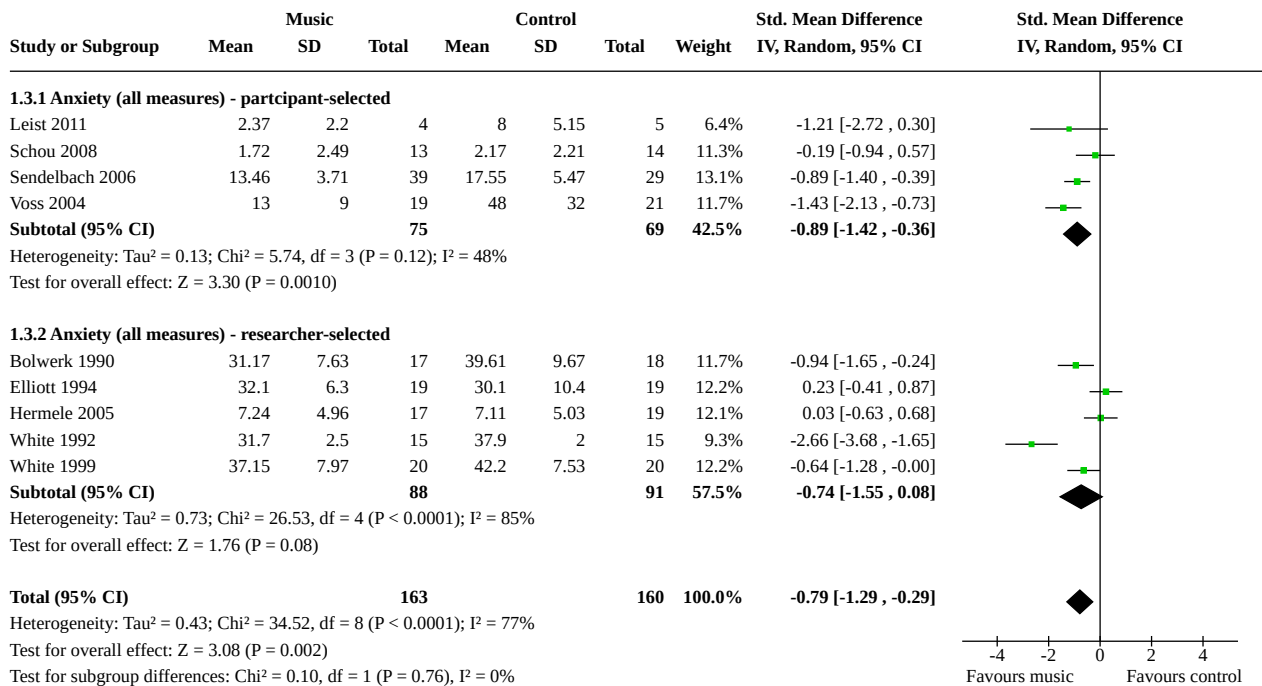 Music Control Std. Mean Difference Std. Mean Difference
Study or Subgroup Mean SD Total Mean SD Total Weight IV, Random, 95% CI IV, Random, 95% CI
1.3.1 Anxiety (all measures) - partcipant-selected
Leist 2011 2.37 2.2 4 8 5.15 5 6.4% -1.21 [-2.72 , 0.30]
Schou 2008 1.72 2.49 13 2.17 2.21 14 11.3% -0.19 [-0.94 , 0.57]
Sendelbach 2006 13.46 3.71 39 17.55 5.47 29 13.1% -0.89 [-1.40 , -0.39]
Voss 2004 13 9 19 48 32 21 11.7% -1.43 [-2.13 , -0.73]
Subtotal (95% CI) 75 69 42.5% -0.89 [-1.42 , -0.36]
Heterogeneity: Tau² = 0.13; Chi² = 5.74, df = 3 (P = 0.12); I² = 48%
Test for overall effect: Z = 3.30 (P = 0.0010)
1.3.2 Anxiety (all measures) - researcher-selected
Bolwerk 1990 31.17 7.63 17 39.61 9.67 18 11.7% -0.94 [-1.65 , -0.24]
Elliott 1994 32.1 6.3 19 30.1 10.4 19 12.2% 0.23 [-0.41 , 0.87]
Hermele 2005 7.24 4.96 17 7.11 5.03 19 12.1% 0.03 [-0.63 , 0.68]
White 1992 31.7 2.5 15 37.9 2 15 9.3% -2.66 [-3.68 , -1.65]
White 1999 37.15 7.97 20 42.2 7.53 20 12.2% -0.64 [-1.28 , -0.00]
Subtotal (95% CI) 88 91 57.5% -0.74 [-1.55 , 0.08]
Heterogeneity: Tau² = 0.73; Chi² = 26.53, df = 4 (P < 0.0001); I² = 85%
Test for overall effect: Z = 1.76 (P = 0.08)
Total (95% CI) 163 160 100.0% -0.79 [-1.29 , -0.29]
Heterogeneity: Tau² = 0.43; Chi² = 34.52, df = 8 (P < 0.0001); I² = 77%
Test for overall effect: Z = 3.08 (P = 0.002)
-4 -2 0 2 4
Test for subgroup differences: Chi² = 0.10, df = 1 (P = 0.76), I² = 0%
Favours music Favours control